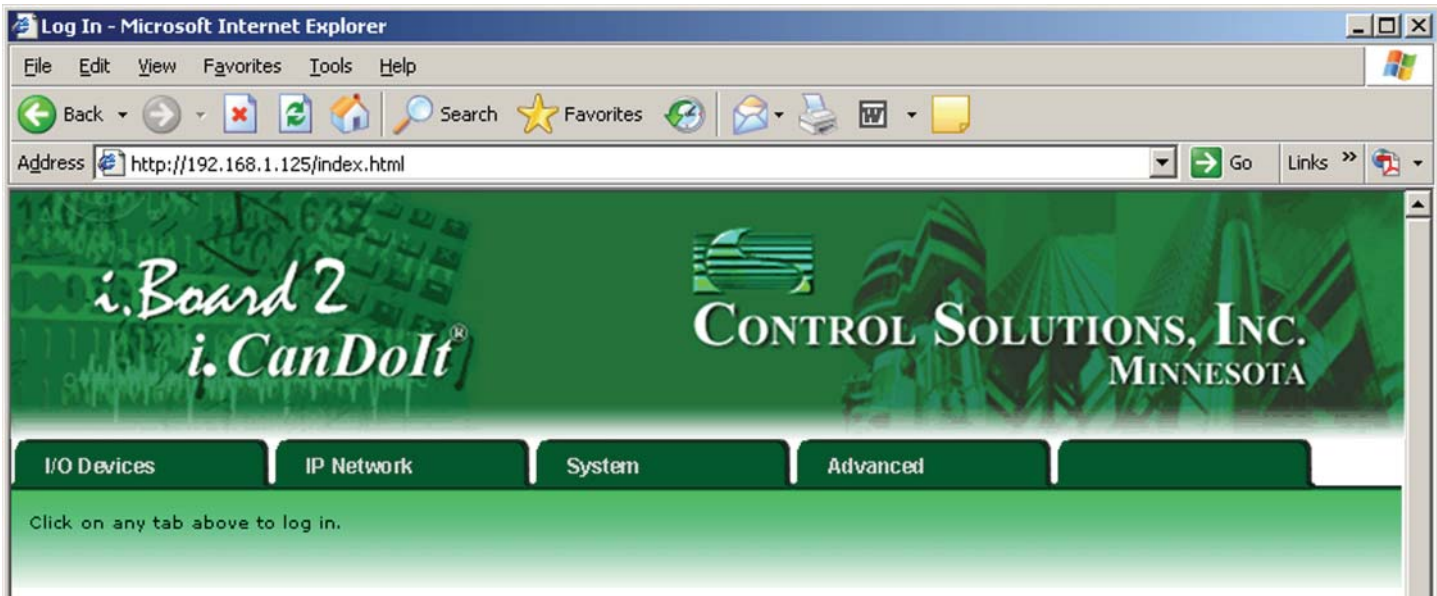 Log In - Microsoft Internet Explorer
File Edit View Favorites Tools Help
Back Search Favorites
Address http://192.168.1.125/index.html Go Links »
i.Board 2
i.CanDoIt®
CONTROL SOLUTIONS, INC.
MINNESOTA
I/O Devices IP Network System Advanced
Click on any tab above to log in.